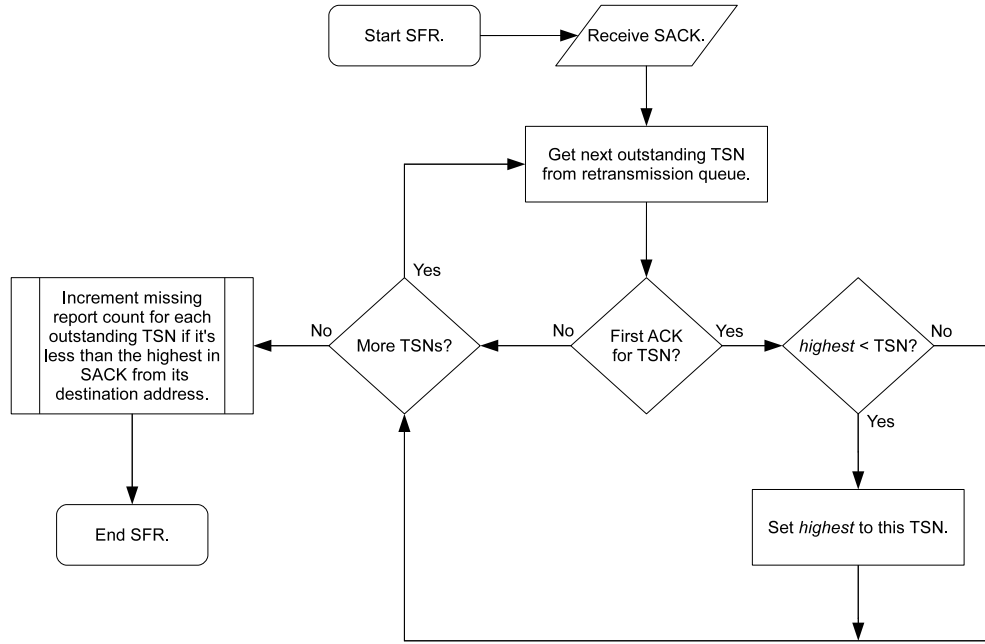 Start SFR.
Receive SACK.
Get next outstanding TSN
from retransmission queue.
Yes
Increment missing
report count for each
outstanding TSN if it's
less than the highest in
SACK from its
destination address.
No
More TSNs?
No
First ACK
for TSN?
Yes
highest < TSN?
No
Yes
Set highest to this TSN.
End SFR.